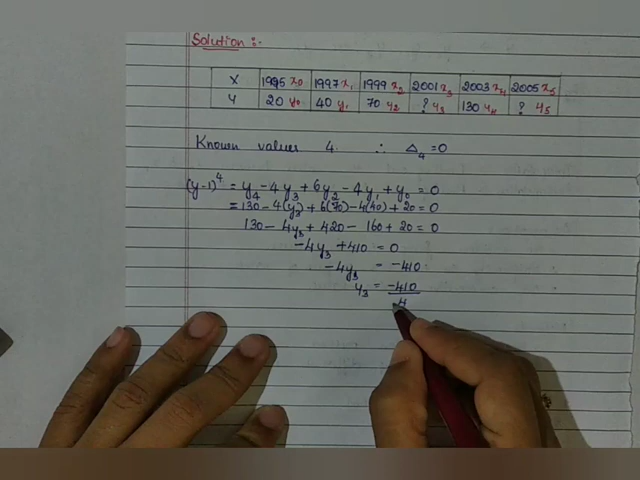 Solution :-
X 1995 x0 1997 x1 1999 x2 2001 x3 2003 x4 2005 x5
Y 20 y0 40 y1 70 y2 ? y3 130 y4 ? y5
Known values 4. ∴ Δ4 = 0
(y-1)^4 = y4 - 4y3 + 6y2 - 4y1 + y0 = 0
= 130 - 4(y3) + 6(70) - 4(40) + 20 = 0
130 - 4y3 + 420 - 160 + 20 = 0
-4y3 + 410 = 0
-4y3 = -410
y3 = -410
4